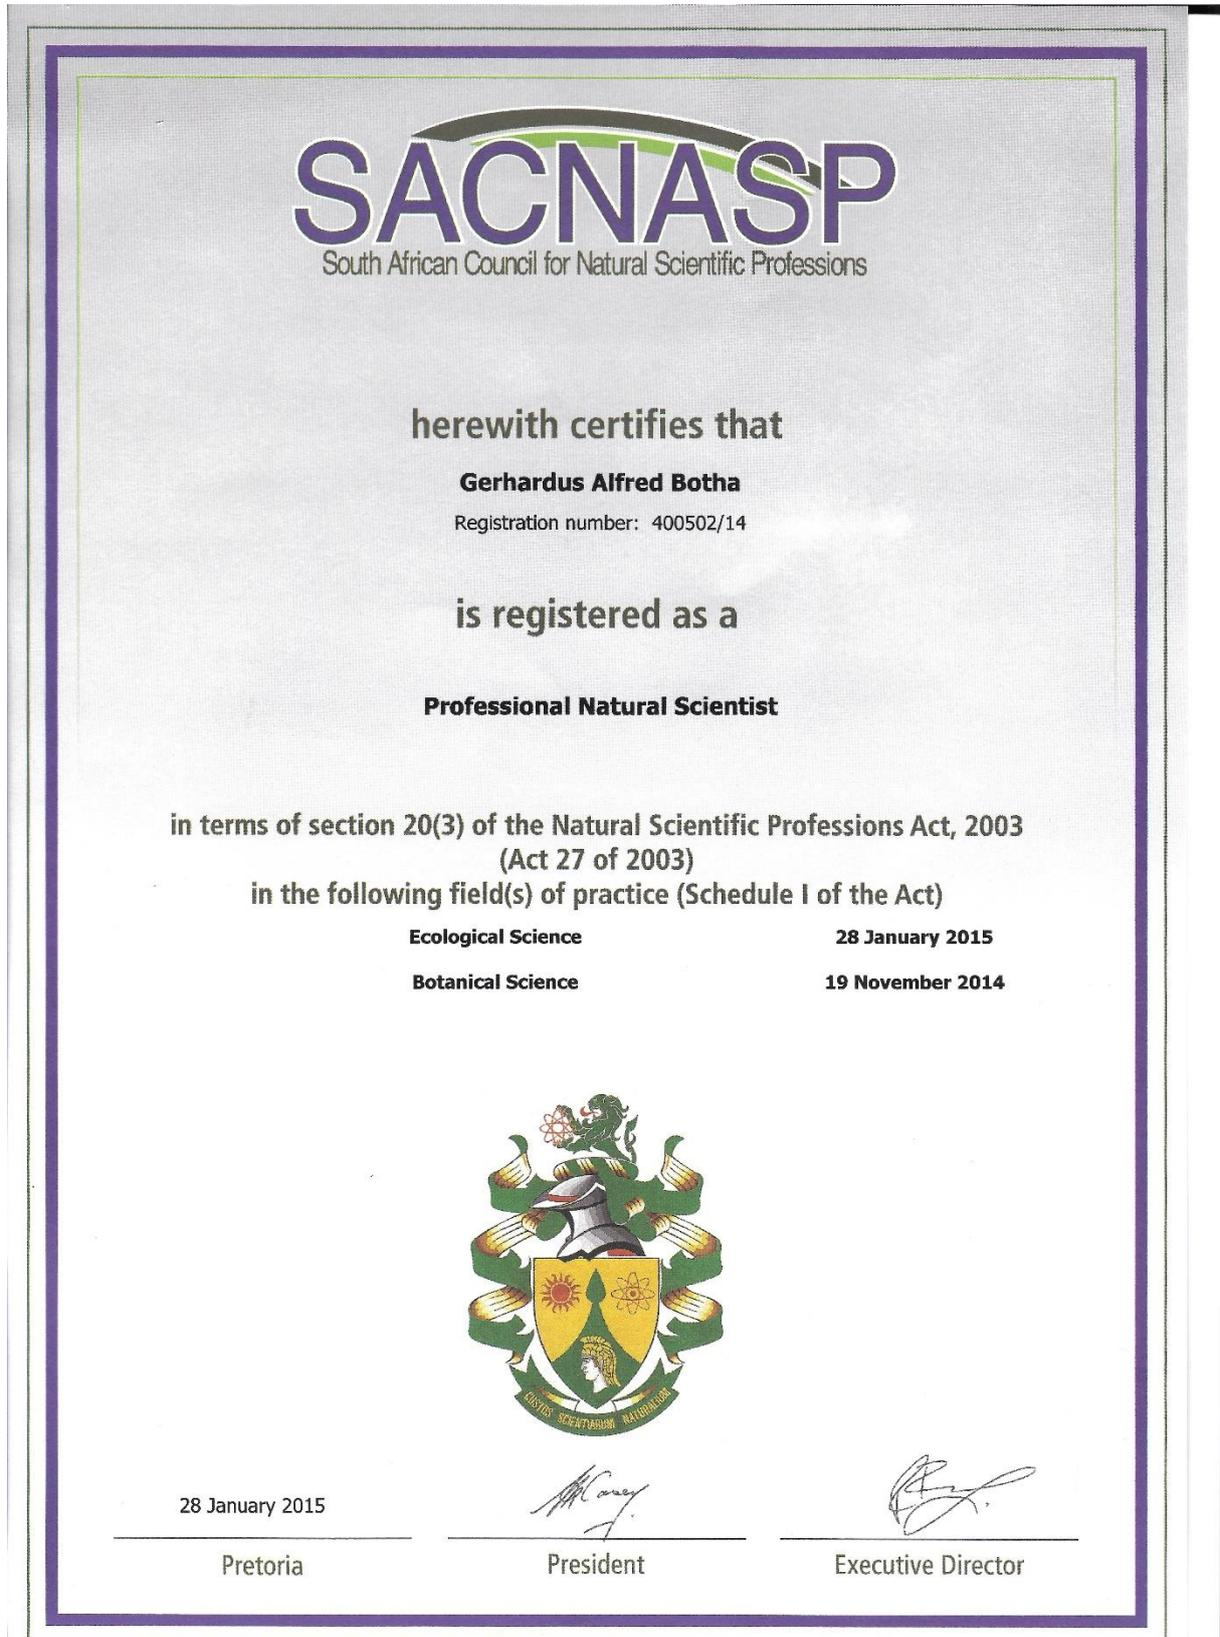 SACNASP
South African Council for Natural Scientific Professions
herewith certifies that
Gerhardus Alfred Botha
Registration number: 400502/14
is registered as a
Professional Natural Scientist
in terms of section 20(3) of the Natural Scientific Professions Act, 2003
(Act 27 of 2003)
in the following field(s) of practice (Schedule I of the Act)
Ecological Science 28 January 2015
Botanical Science 19 November 2014
CUSTOS SCIENTIARUM NATURALIUM
28 January 2015
Pretoria President Executive Director